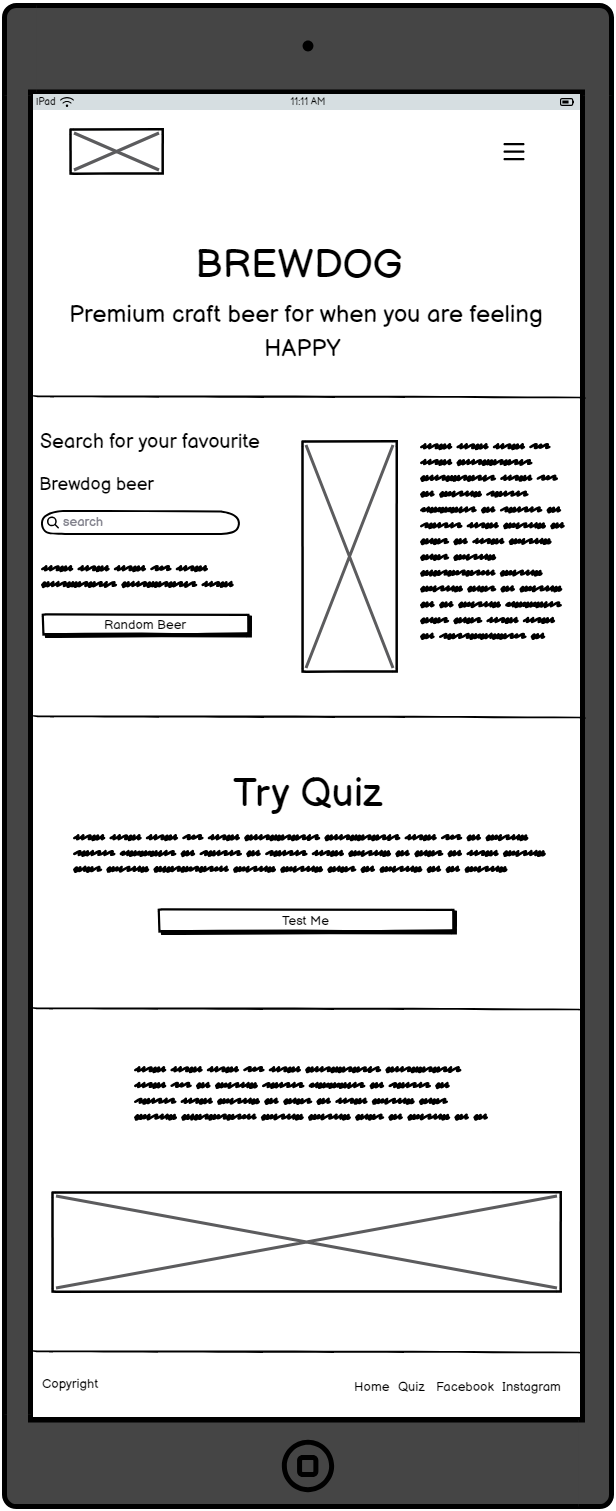 iPad
11:11 AM
BREWDOG
Premium craft beer for when you are feeling
HAPPY
Search for your favourite
Brewdog beer
search
Random Beer
Try Quiz
Test Me
Copyright
Home Quiz Facebook Instagram